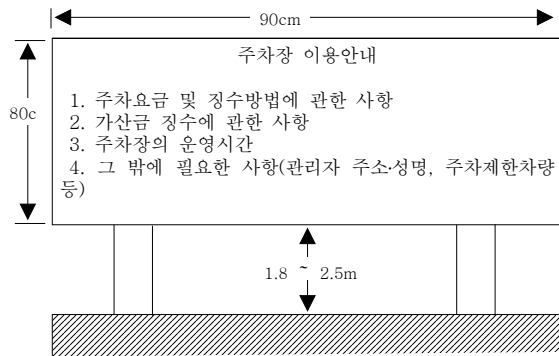 90cm
주차장 이용안내
80c
1. 주차요금 및 징수방법에 관한 사항
2. 가산금 징수에 관한 사항
3. 주차장의 운영시간
4. 그 밖에 필요한 사항(관리자 주소·성명, 주차제한차량
등)
1.8 ~ 2.5m